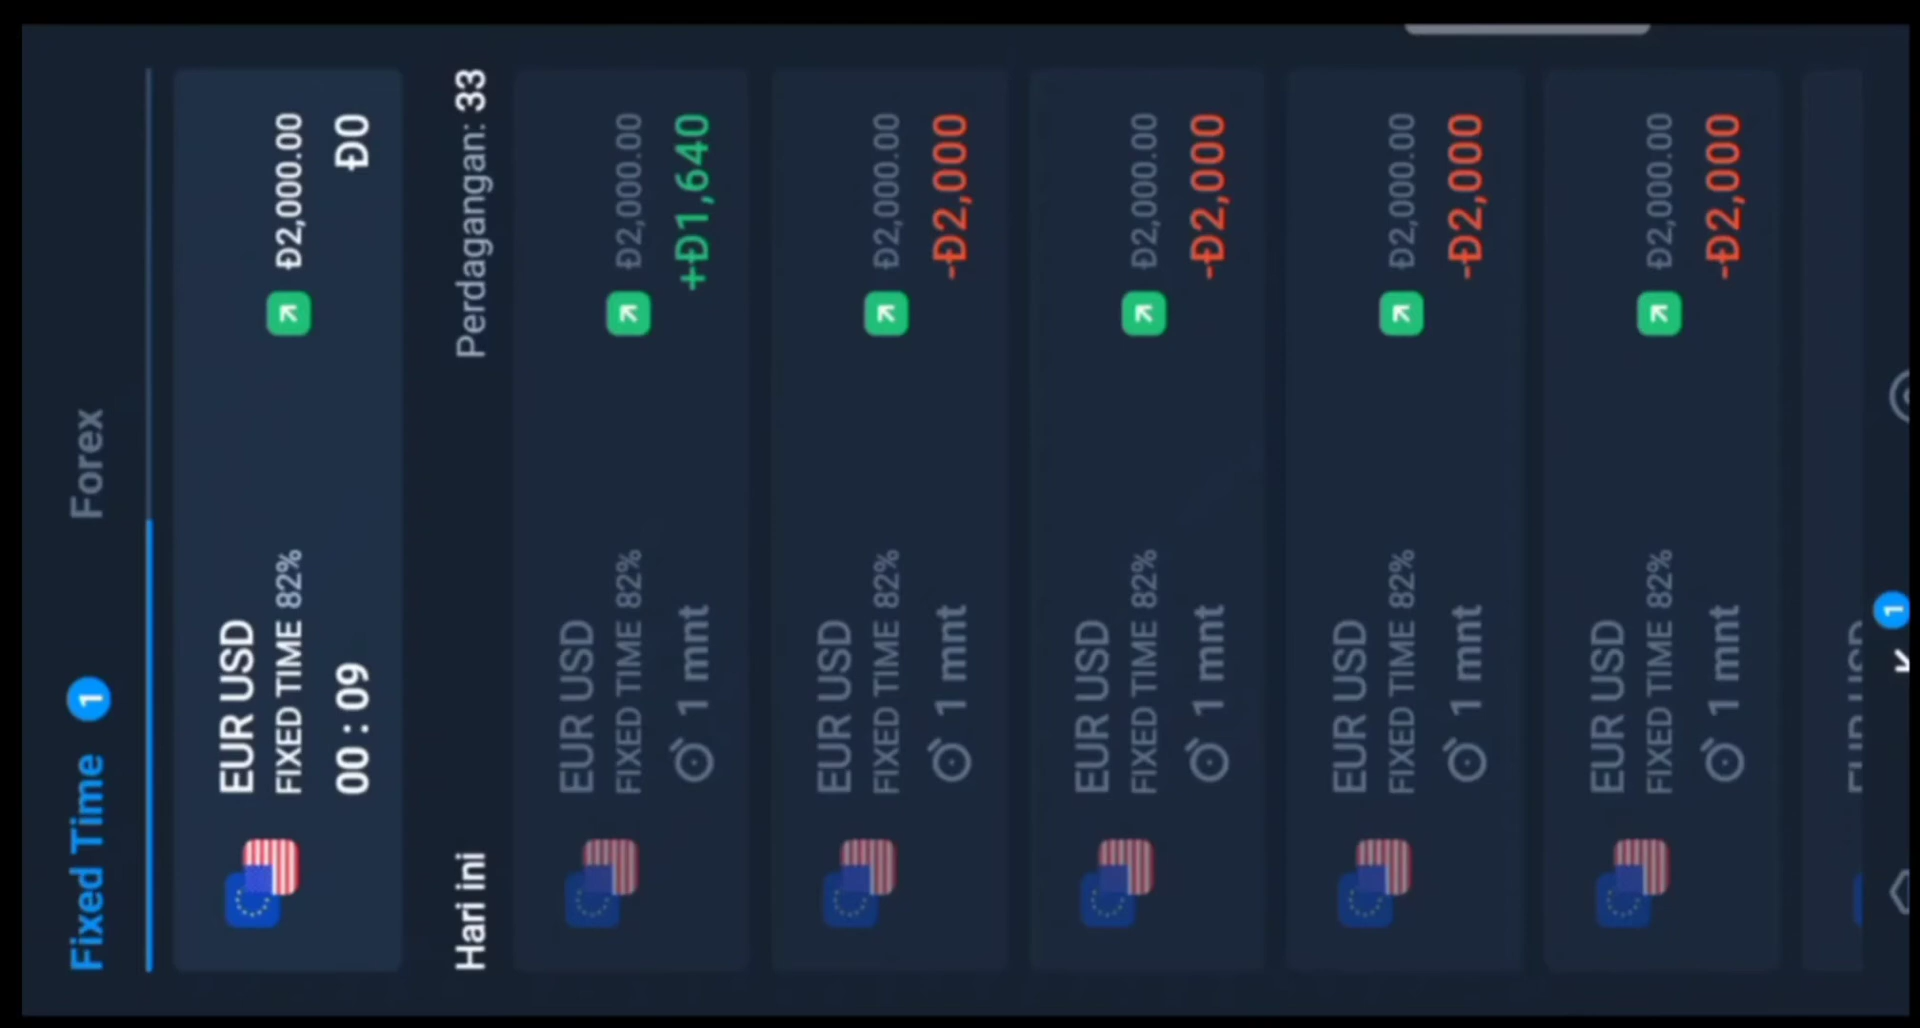 Fixed Time 1
Forex
EUR USD
FIXED TIME 82%
Đ2,000.00
00 : 09
Đ0
Hari ini
Perdagangan: 33
EUR USD
FIXED TIME 82%
Đ2,000.00
1 mnt
+Đ1,640
EUR USD
FIXED TIME 82%
Đ2,000.00
1 mnt
-Đ2,000
EUR USD
FIXED TIME 82%
Đ2,000.00
1 mnt
-Đ2,000
EUR USD
FIXED TIME 82%
Đ2,000.00
1 mnt
-Đ2,000
EUR USD
FIXED TIME 82%
Đ2,000.00
1 mnt
-Đ2,000
EUR USD
1